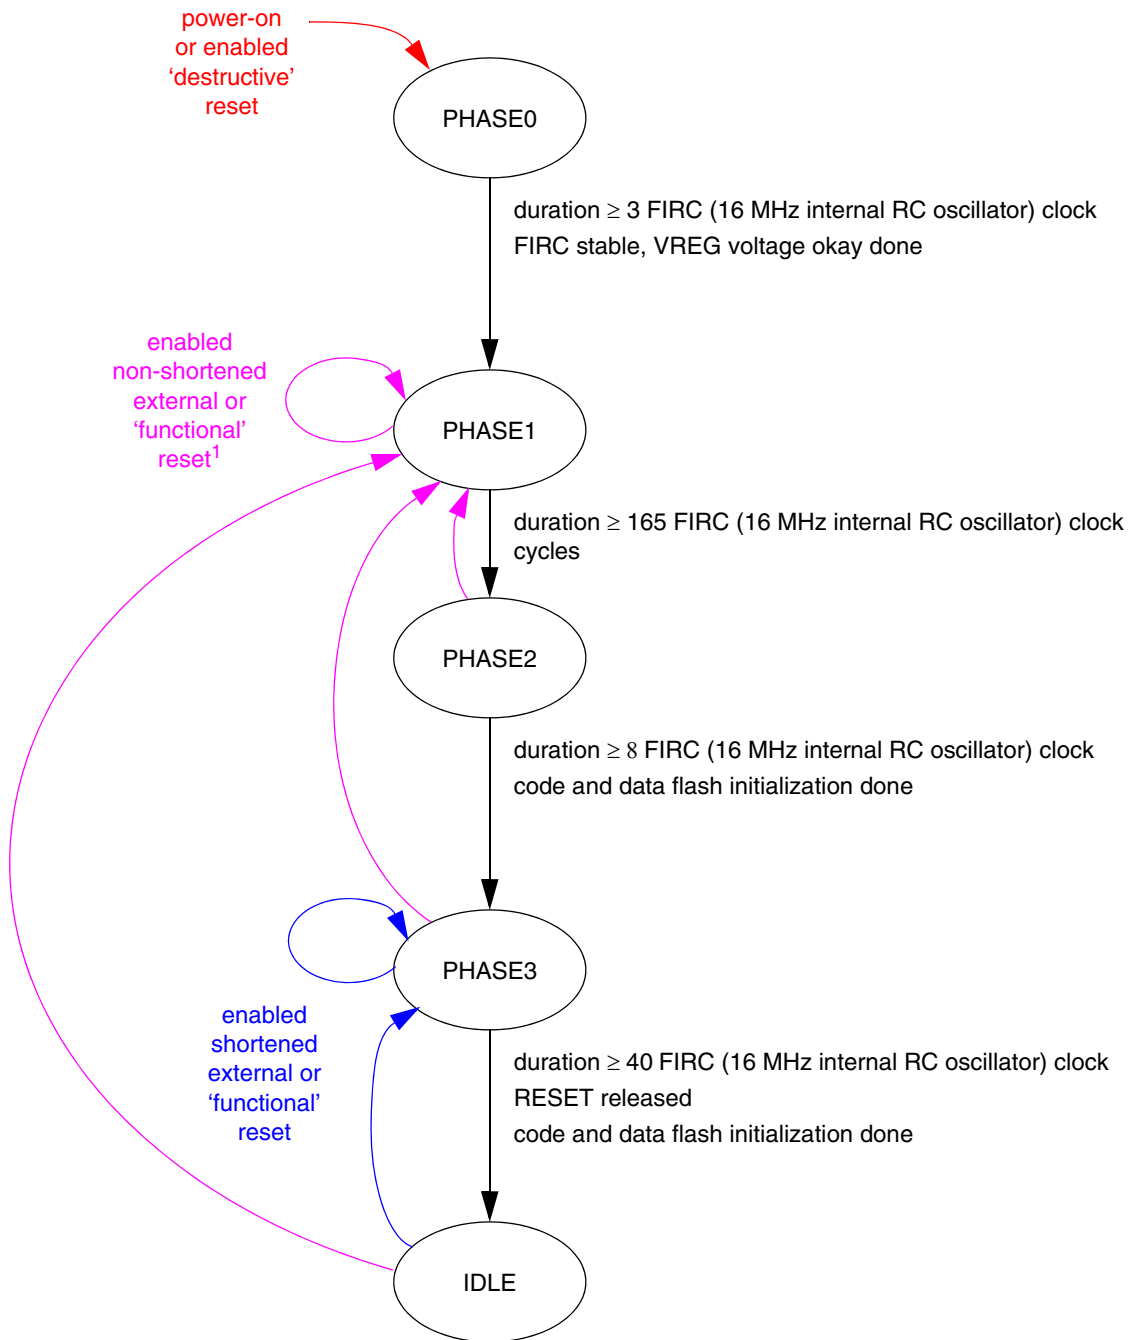 power-on
or enabled
‘destructive’
reset
PHASE0
duration ≥ 3 FIRC (16 MHz internal RC oscillator) clock
FIRC stable, VREG voltage okay done
enabled
non-shortened
external or
‘functional’
reset1
PHASE1
duration ≥ 165 FIRC (16 MHz internal RC oscillator) clock
cycles
PHASE2
duration ≥ 8 FIRC (16 MHz internal RC oscillator) clock
code and data flash initialization done
PHASE3
enabled
shortened
external or
‘functional’
reset
duration ≥ 40 FIRC (16 MHz internal RC oscillator) clock
RESET released
code and data flash initialization done
IDLE